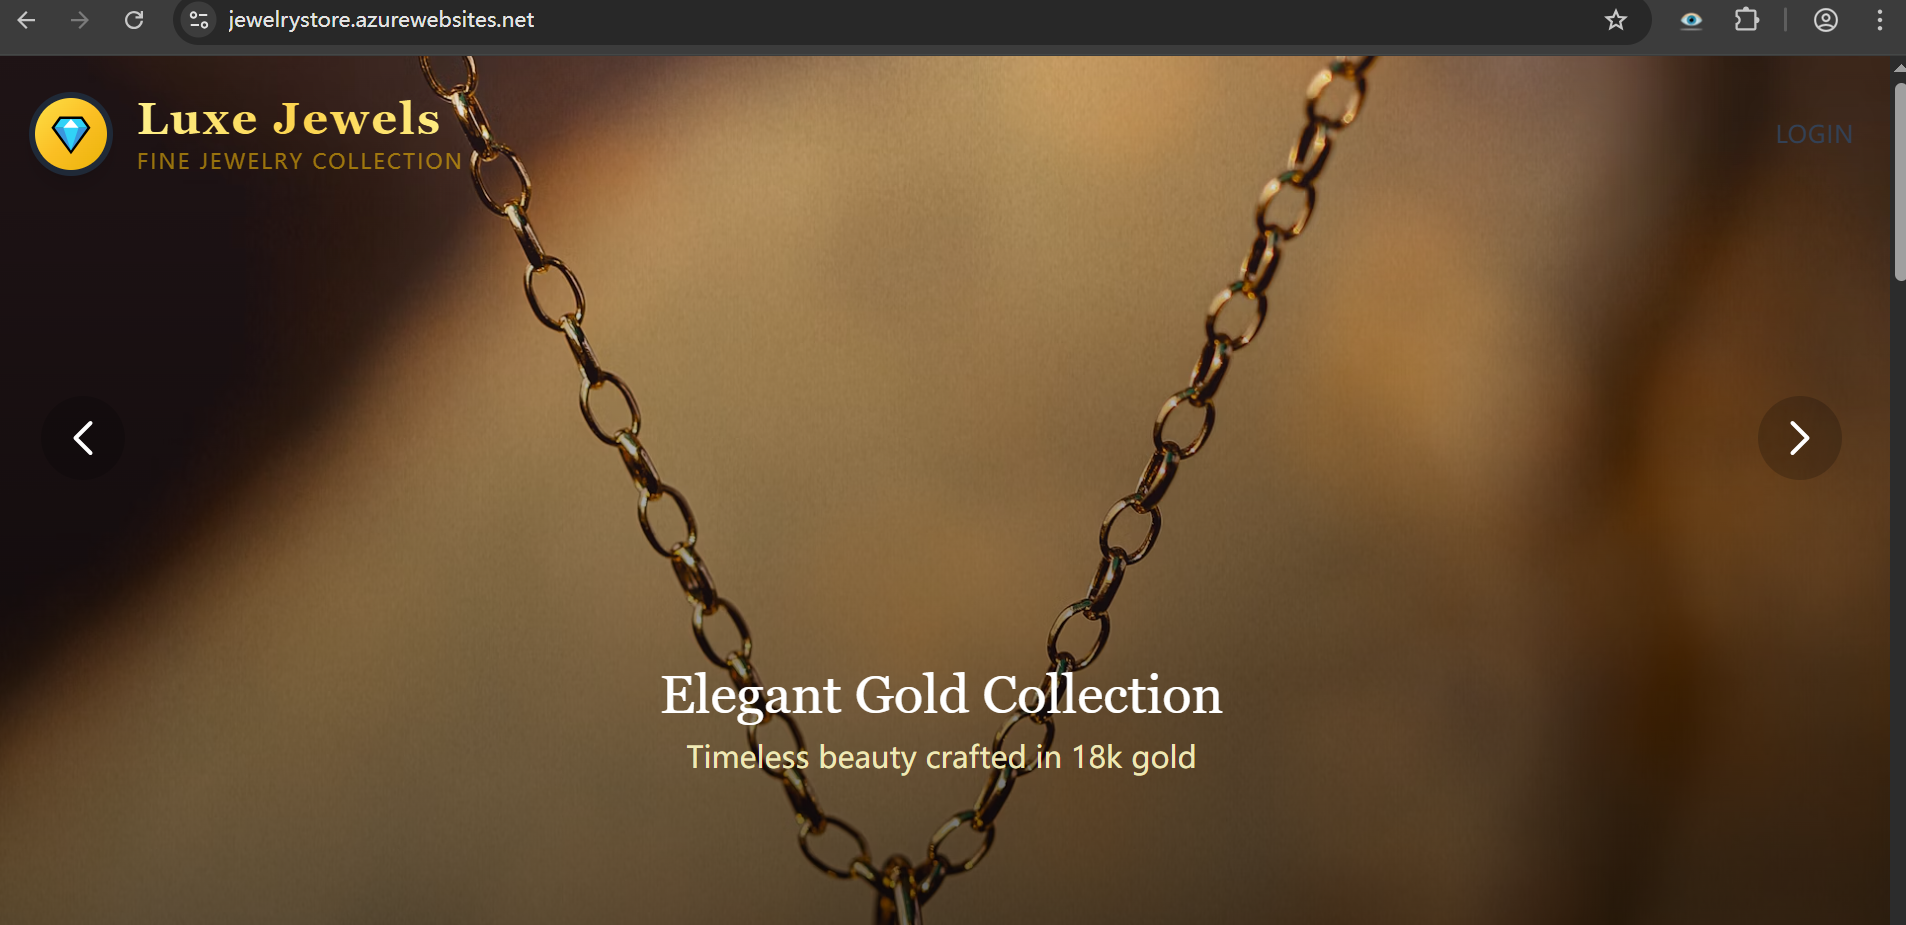 jewelrystore.azurewebsites.net
Luxe Jewels
FINE JEWELRY COLLECTION
LOGIN
Elegant Gold Collection
Timeless beauty crafted in 18k gold